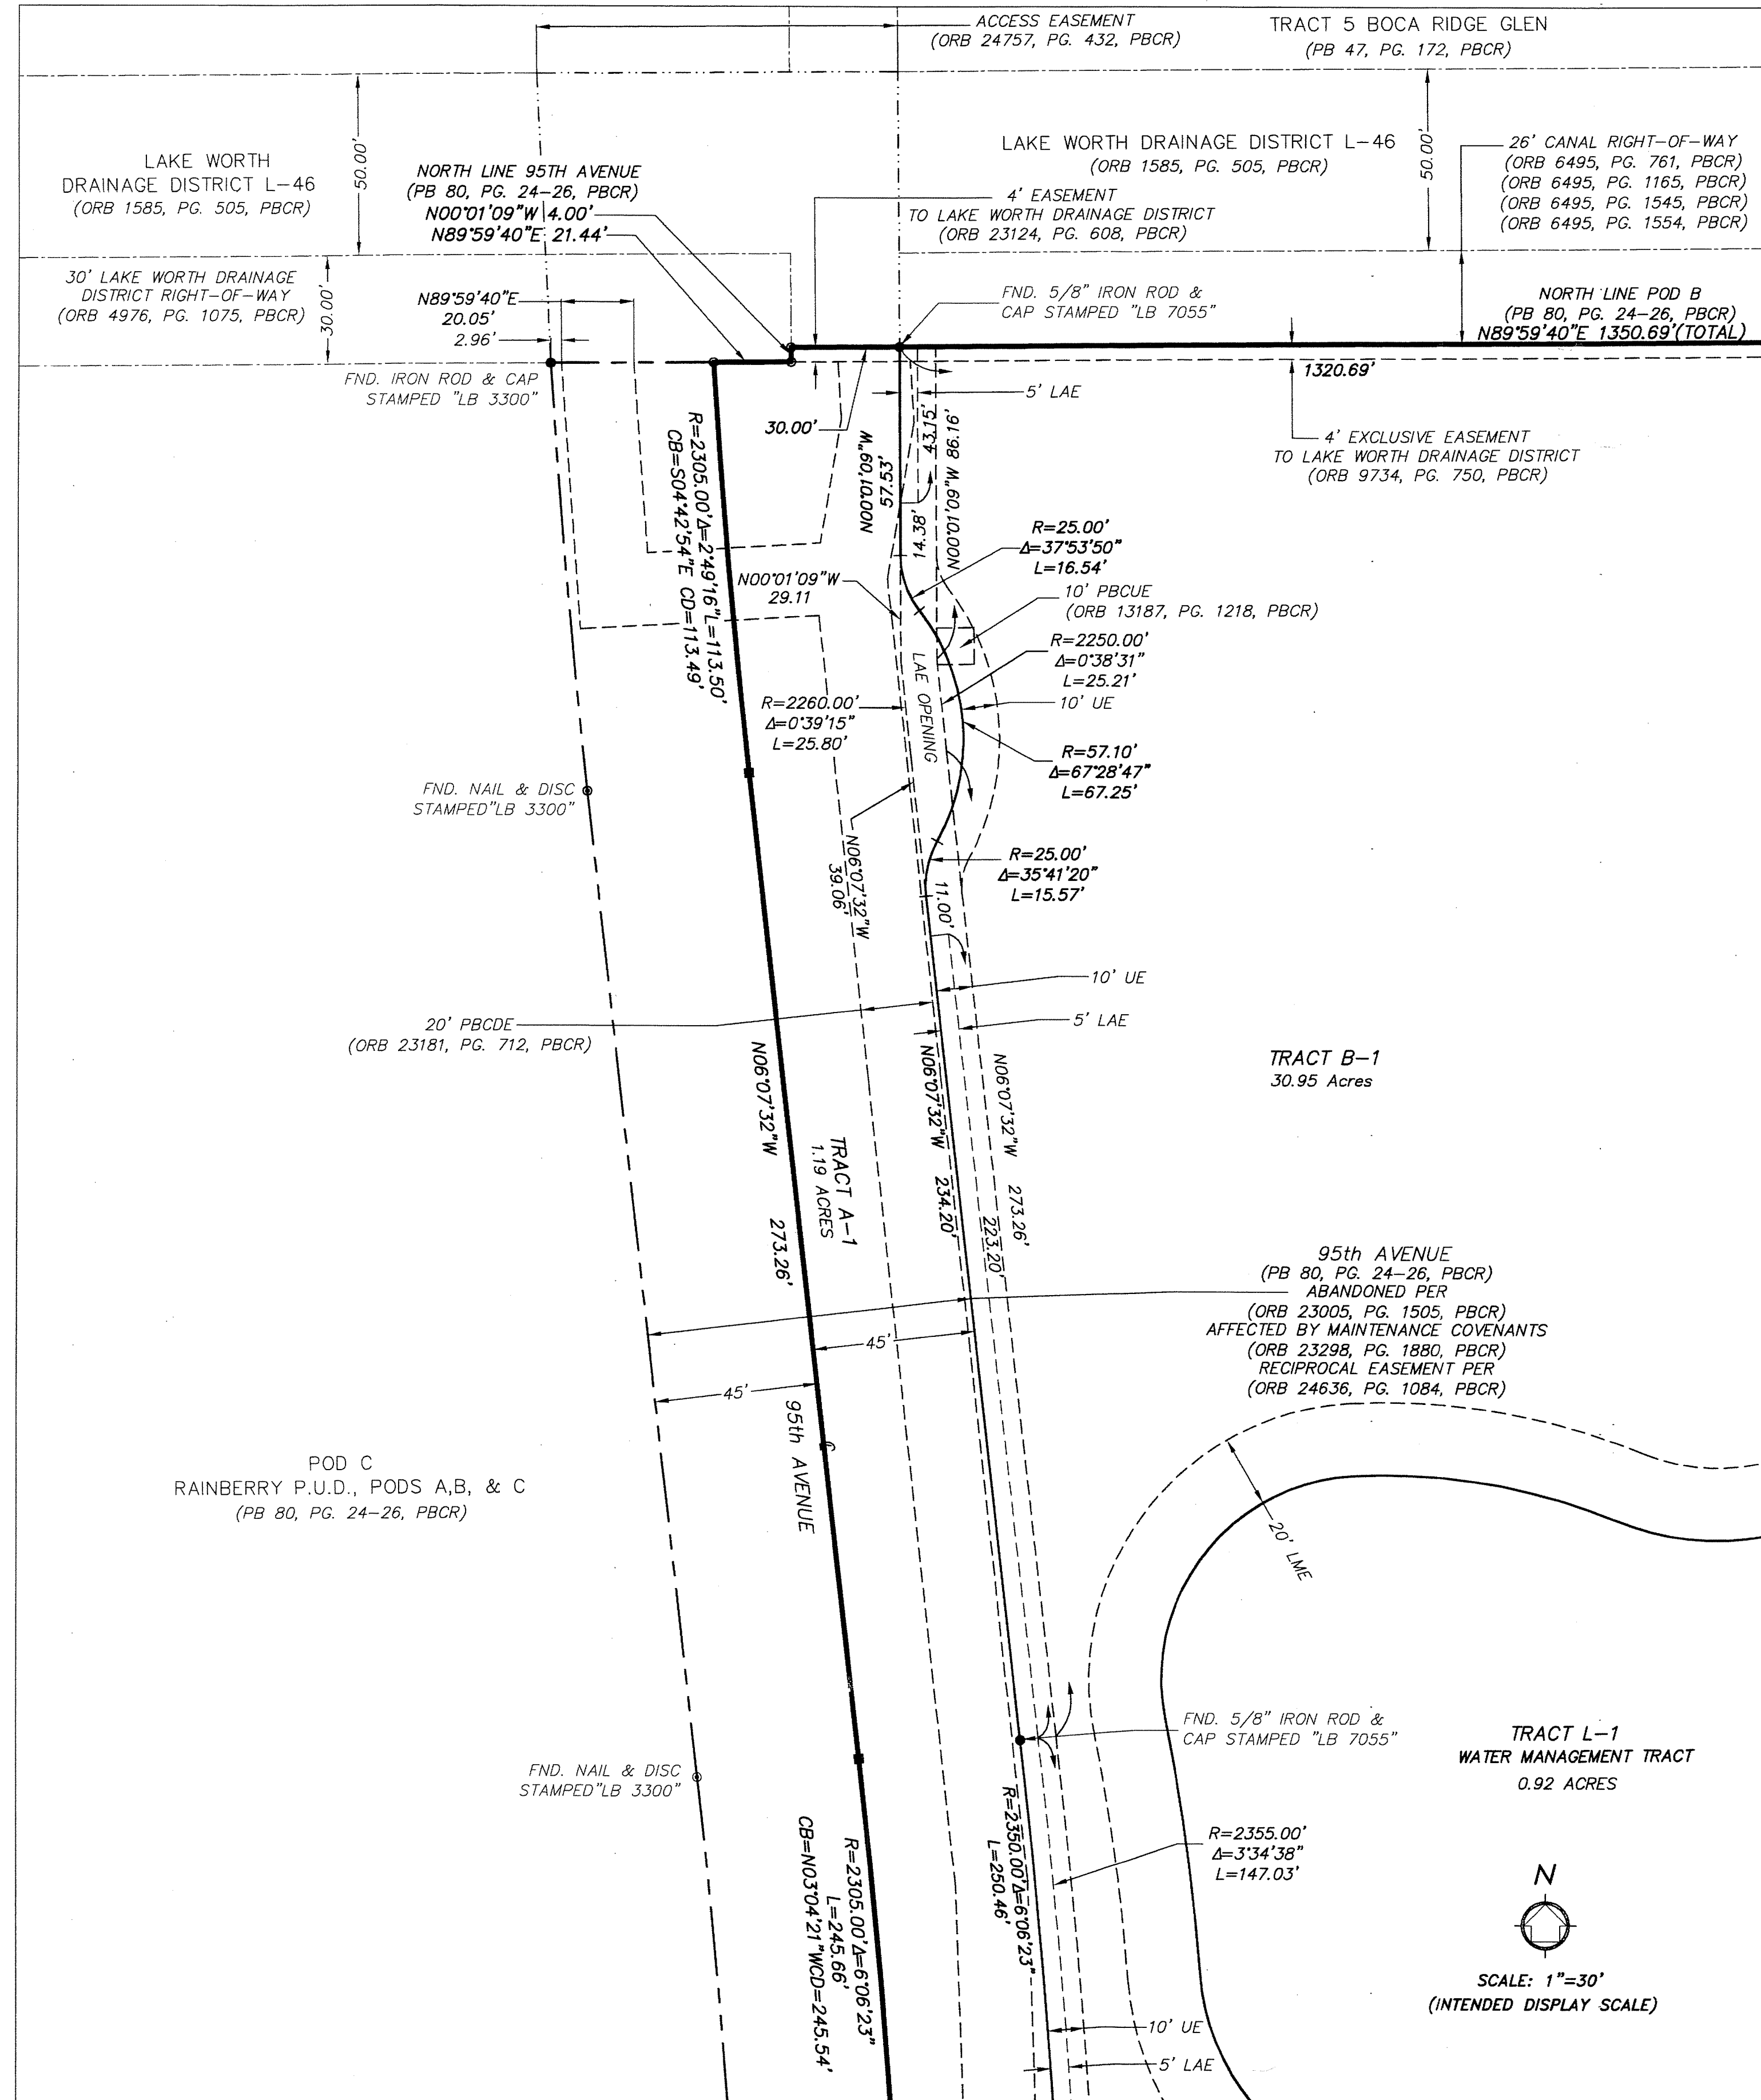 ACCESS EASEMENT
(ORB 24757, PG. 432, PBCR)
TRACT 5 BOCA RIDGE GLEN
(PB 47, PG. 172, PBCR)
LAKE WORTH
DRAINAGE DISTRICT L-46
(ORB 1585, PG. 505, PBCR)
50.00'
NORTH LINE 95TH AVENUE
(PB 80, PG. 24-26, PBCR)
N00°01'09"W 4.00'
N89°59'40"E 21.44'
LAKE WORTH DRAINAGE DISTRICT L-46
(ORB 1585, PG. 505, PBCR)
4' EASEMENT
TO LAKE WORTH DRAINAGE DISTRICT
(ORB 23124, PG. 608, PBCR)
50.00'
26' CANAL RIGHT-OF-WAY
(ORB 6495, PG. 761, PBCR)
(ORB 6495, PG. 1165, PBCR)
(ORB 6495, PG. 1545, PBCR)
(ORB 6495, PG. 1554, PBCR)
30' LAKE WORTH DRAINAGE
DISTRICT RIGHT-OF-WAY
(ORB 4976, PG. 1075, PBCR)
30.00'
N89°59'40"E
20.05'
2.96'
FND. 5/8" IRON ROD &
CAP STAMPED "LB 7055"
NORTH LINE POD B
(PB 80, PG. 24-26, PBCR)
N89°59'40"E 1350.69'(TOTAL)
1320.69'
FND. IRON ROD & CAP
STAMPED "LB 3300"
5' LAE
30.00'
4' EXCLUSIVE EASEMENT
TO LAKE WORTH DRAINAGE DISTRICT
(ORB 9734, PG. 750, PBCR)
R=2305.00' Δ=2°49'16" L=113.50'
CB=S04°42'54"E CD=113.49'
N00°01'09"W
57.53'
43.15'
14.38'
N00°01'09"W 86.16'
R=25.00'
Δ=37°53'50"
L=16.54'
N00°01'09"W
29.11
10' PBCUE
(ORB 13187, PG. 1218, PBCR)
R=2250.00'
Δ=0°38'31"
L=25.21'
LAE OPENING
10' UE
R=2260.00'
Δ=0°39'15"
L=25.80'
R=57.10'
Δ=67°28'47"
L=67.25'
FND. NAIL & DISC
STAMPED"LB 3300"
N06°07'32"W
39.06'
R=25.00'
Δ=35°41'20"
L=15.57'
11.00'
10' UE
20' PBCDE
(ORB 23181, PG. 712, PBCR)
5' LAE
N06°07'32"W 273.26'
TRACT A-1
1.19 ACRES
N06°07'32"W 234.20'
223.20'
N06°07'32"W 273.26'
TRACT B-1
30.95 Acres
95th AVENUE
(PB 80, PG. 24-26, PBCR)
ABANDONED PER
(ORB 23005, PG. 1505, PBCR)
AFFECTED BY MAINTENANCE COVENANTS
(ORB 23298, PG. 1880, PBCR)
RECIPROCAL EASEMENT PER
(ORB 24636, PG. 1084, PBCR)
45'
45'
95th AVENUE
POD C
RAINBERRY P.U.D., PODS A,B, & C
(PB 80, PG. 24-26, PBCR)
20' LME
FND. 5/8" IRON ROD &
CAP STAMPED "LB 7055"
TRACT L-1
WATER MANAGEMENT TRACT
0.92 ACRES
FND. NAIL & DISC
STAMPED"LB 3300"
R=2305.00' Δ=6°06'23"
L=245.66'
CB=N03°04'21"WCD=245.54'
R=2350.00' Δ=6°06'23"
L=250.46'
R=2355.00'
Δ=3°34'38"
L=147.03'
N
SCALE: 1"=30'
(INTENDED DISPLAY SCALE)
10' UE
5' LAE